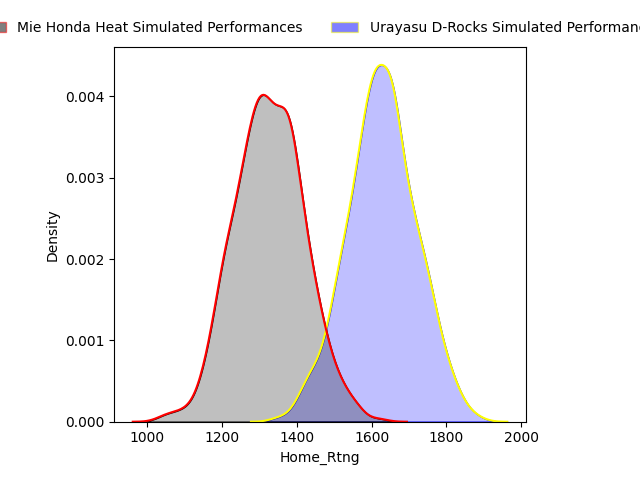 Mie Honda Heat Simulated Performances Urayasu D-Rocks Simulated
0.004
0.003
0.002
0.001
0.000
Density
1000 1200 1400 1600 1800 2000
Home_Rtng